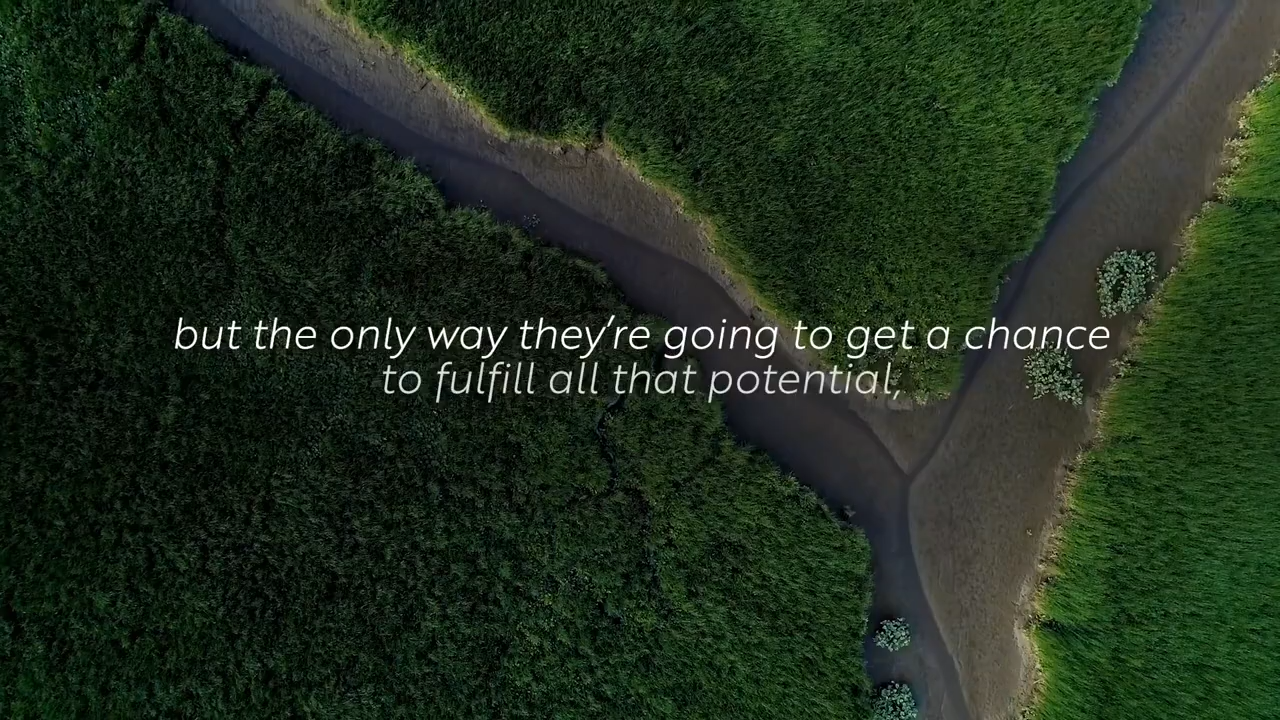 but the only way they're going to get a chance
to fulfill all that potential,